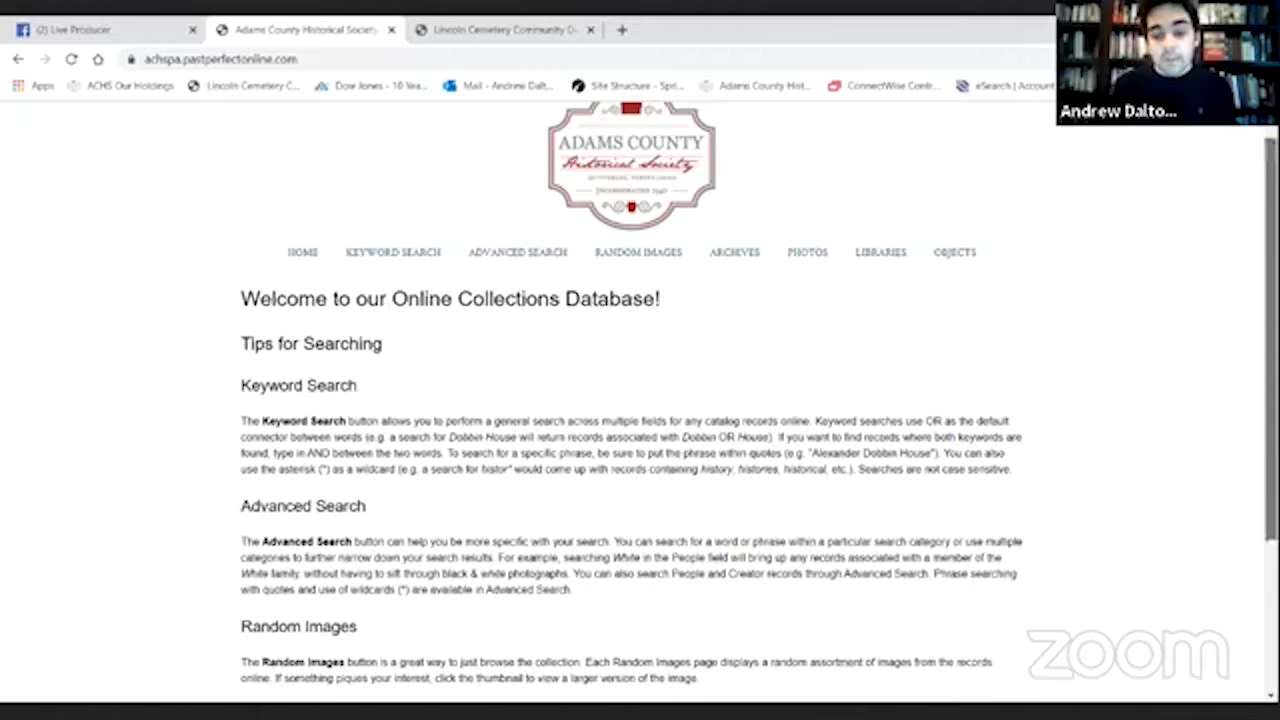 (2) Live Producer
Adams County Historical Society
Lincoln Cemetery Community D
achspa.pastperfectonline.com
Apps
ACHS Our Holdings
Lincoln Cemetery C...
Dow Jones - 10 Yea...
Mail - Andrew Dalt...
Site Structure - Spri...
Adams County Hist...
ConnectWise Contr...
eSearch | Account
Andrew Dalto...
ADAMS COUNTY
Historical Society
GETTYSBURG, PENNSYLVANIA
INCORPORATED 1940
HOME KEYWORD SEARCH ADVANCED SEARCH RANDOM IMAGES ARCHIVES PHOTOS LIBRARIES OBJECTS
Welcome to our Online Collections Database!
Tips for Searching
Keyword Search
The Keyword Search button allows you to perform a general search across multiple fields for any catalog records online. Keyword searches use OR as the default
connector between words (e.g. a search for Dobbin House will return records associated with Dobbin OR House). If you want to find records where both keywords are
found, type in AND between the two words. To search for a specific phrase, be sure to put the phrase within quotes (e.g. "Alexander Dobbin House"). You can also
use the asterisk (*) as a wildcard (e.g. a search for histor* would come up with records containing history, histories, historical, etc.). Searches are not case sensitive.
Advanced Search
The Advanced Search button can help you be more specific with your search. You can search for a word or phrase within a particular search category or use multiple
categories to further narrow down your search results. For example, searching White in the People field will bring up any records associated with a member of the
White family, without having to sift through black & white photographs. You can also search People and Creator records through Advanced Search. Phrase searching
with quotes and use of wildcards (*) are available in Advanced Search.
Random Images
The Random Images button is a great way to just browse the collection. Each Random Images page displays a random assortment of images from the records
online. If something piques your interest, click the thumbnail to view a larger version of the image.
zoom